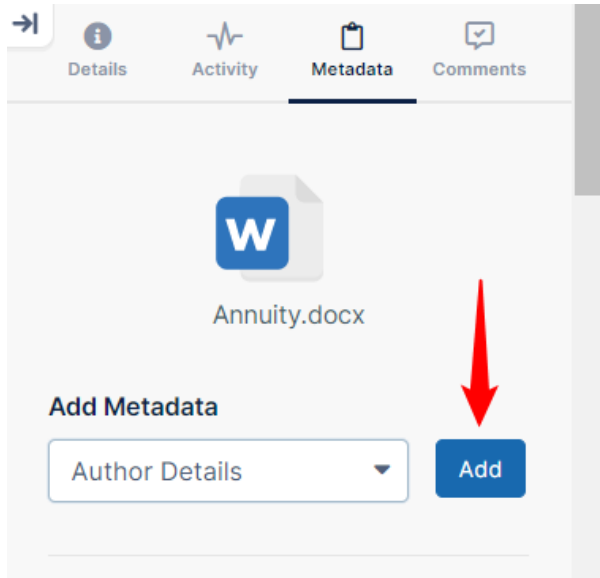 Details Activity Metadata Comments
W
Annuity.docx
Add Metadata
Author Details
Add